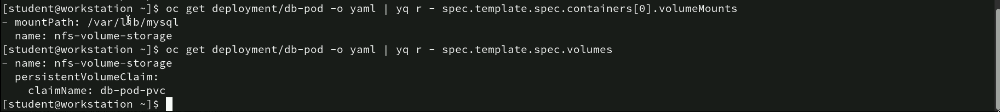 [student@workstation ~]$ oc get deployment/db-pod -o yaml | yq r - spec.template.spec.containers[0].volumeMounts
- mountPath: /var/lib/mysql
  name: nfs-volume-storage
[student@workstation ~]$ oc get deployment/db-pod -o yaml | yq r - spec.template.spec.volumes
- name: nfs-volume-storage
  persistentVolumeClaim:
    claimName: db-pod-pvc
[student@workstation ~]$